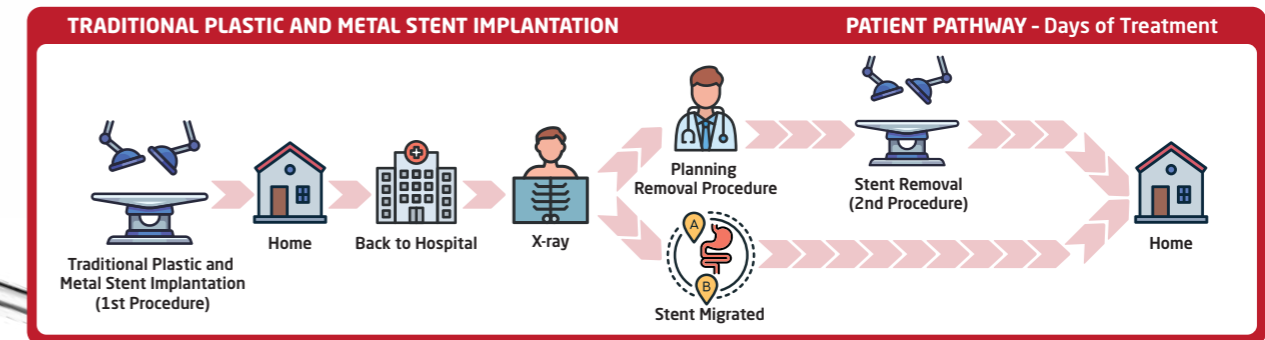 TRADITIONAL PLASTIC AND METAL STENT IMPLANTATION
PATIENT PATHWAY – Days of Treatment
Traditional Plastic and
Metal Stent Implantation
(1st Procedure)
Home
Back to Hospital
X-ray
Planning
Removal Procedure
Stent Removal
(2nd Procedure)
A
B
Stent Migrated
Home